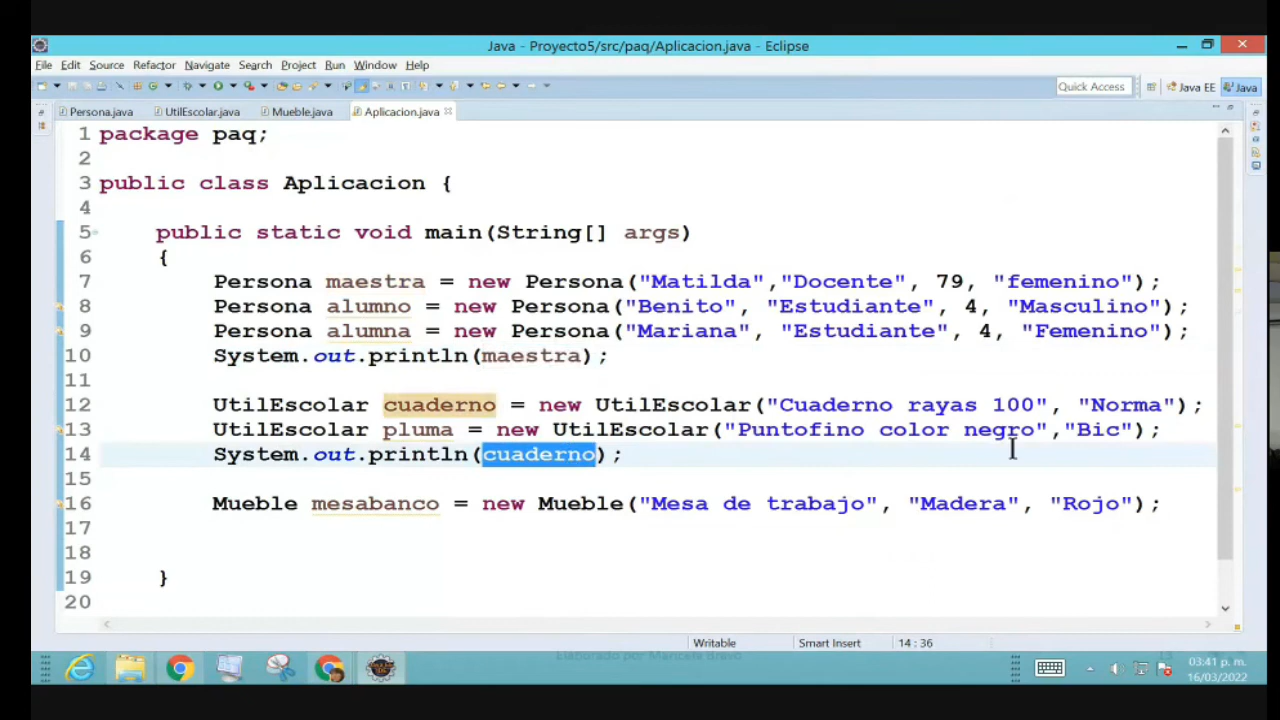 Java - Proyecto5/src/paq/Aplicacion.java - Eclipse
File Edit Source Refactor Navigate Search Project Run Window Help
Quick Access Java EE Java
Persona.java UtilEscolar.java Mueble.java Aplicacion.java
1 package paq;
2
3 public class Aplicacion {
4
5 public static void main(String[] args)
6 {
7 Persona maestra = new Persona("Matilda","Docente", 79, "femenino");
8 Persona alumno = new Persona("Benito", "Estudiante", 4, "Masculino");
9 Persona alumna = new Persona("Mariana", "Estudiante", 4, "Femenino");
10 System.out.println(maestra);
11
12 UtilEscolar cuaderno = new UtilEscolar("Cuaderno rayas 100", "Norma");
13 UtilEscolar pluma = new UtilEscolar("Puntofino color negro","Bic");
14 System.out.println(cuaderno);
15
16 Mueble mesabanco = new Mueble("Mesa de trabajo", "Madera", "Rojo");
17
18
19 }
20
Writable Smart Insert 14 : 36
Elaborado por Maricela Bravo
03:41 p. m.
16/03/2022